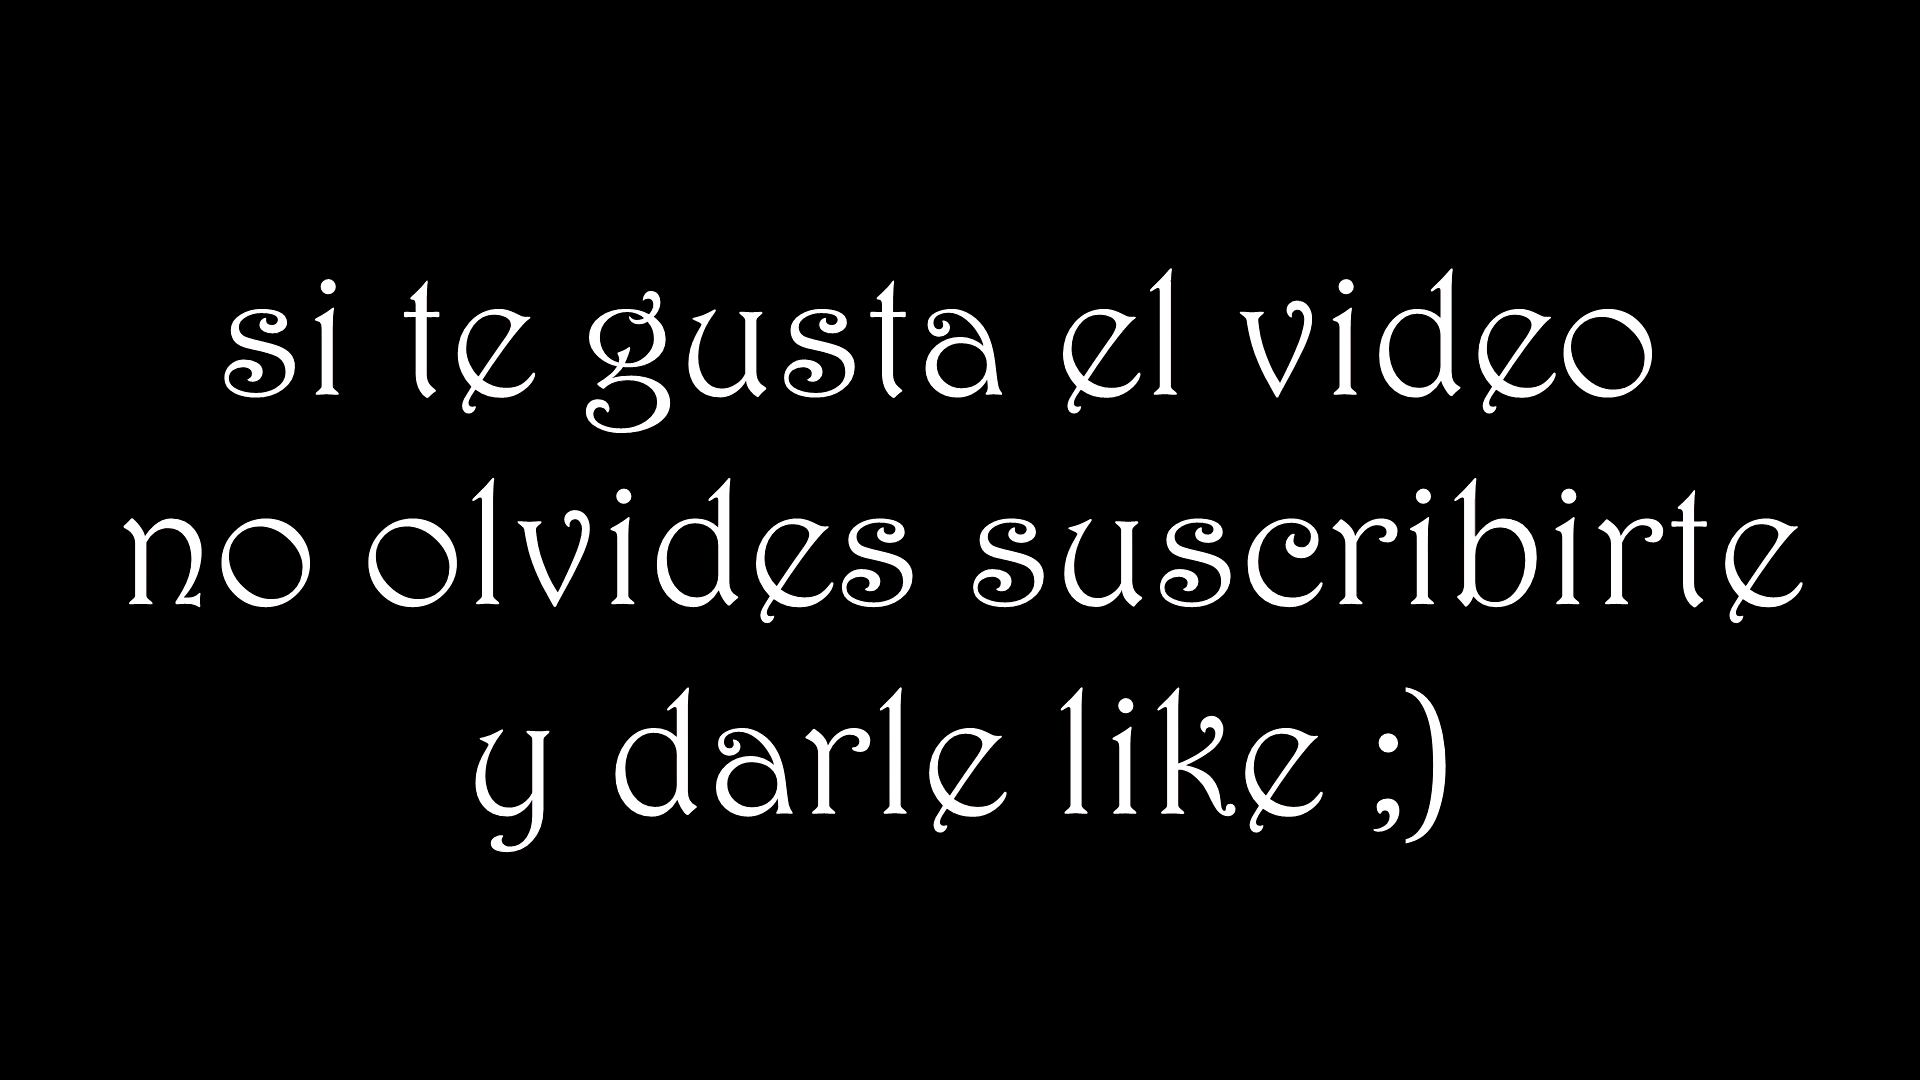 si te gusta el video
no olvides suscribirte
y darle like ;)